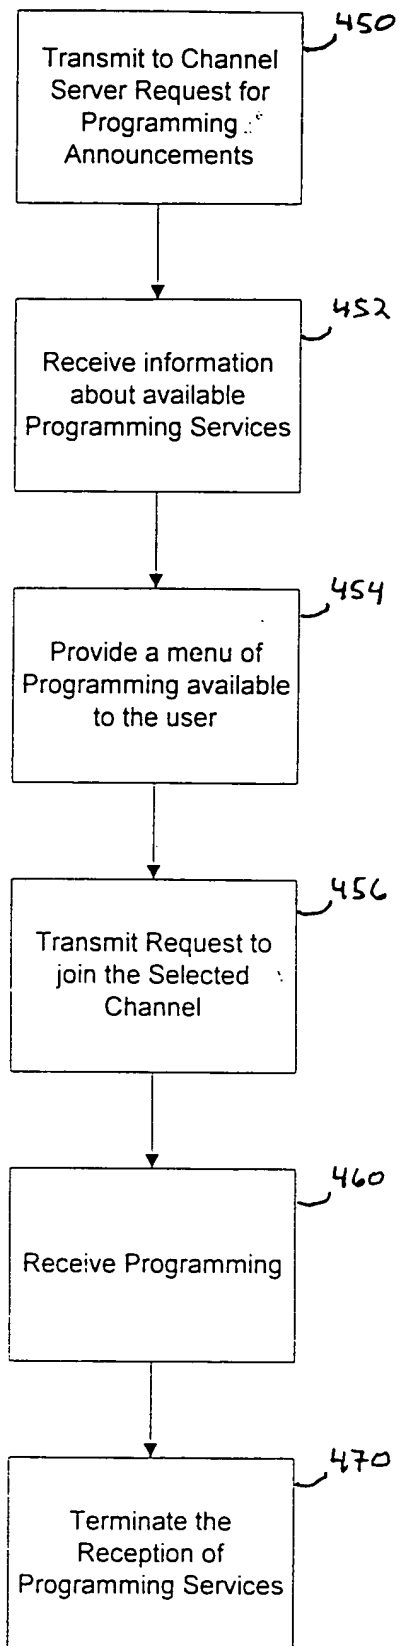 450
Transmit to Channel
Server Request for
Programming
Announcements
452
Receive information
about available
Programming Services
454
Provide a menu of
Programming available
to the user
456
Transmit Request to
join the Selected
Channel
460
Receive Programming
470
Terminate the
Reception of
Programming Services